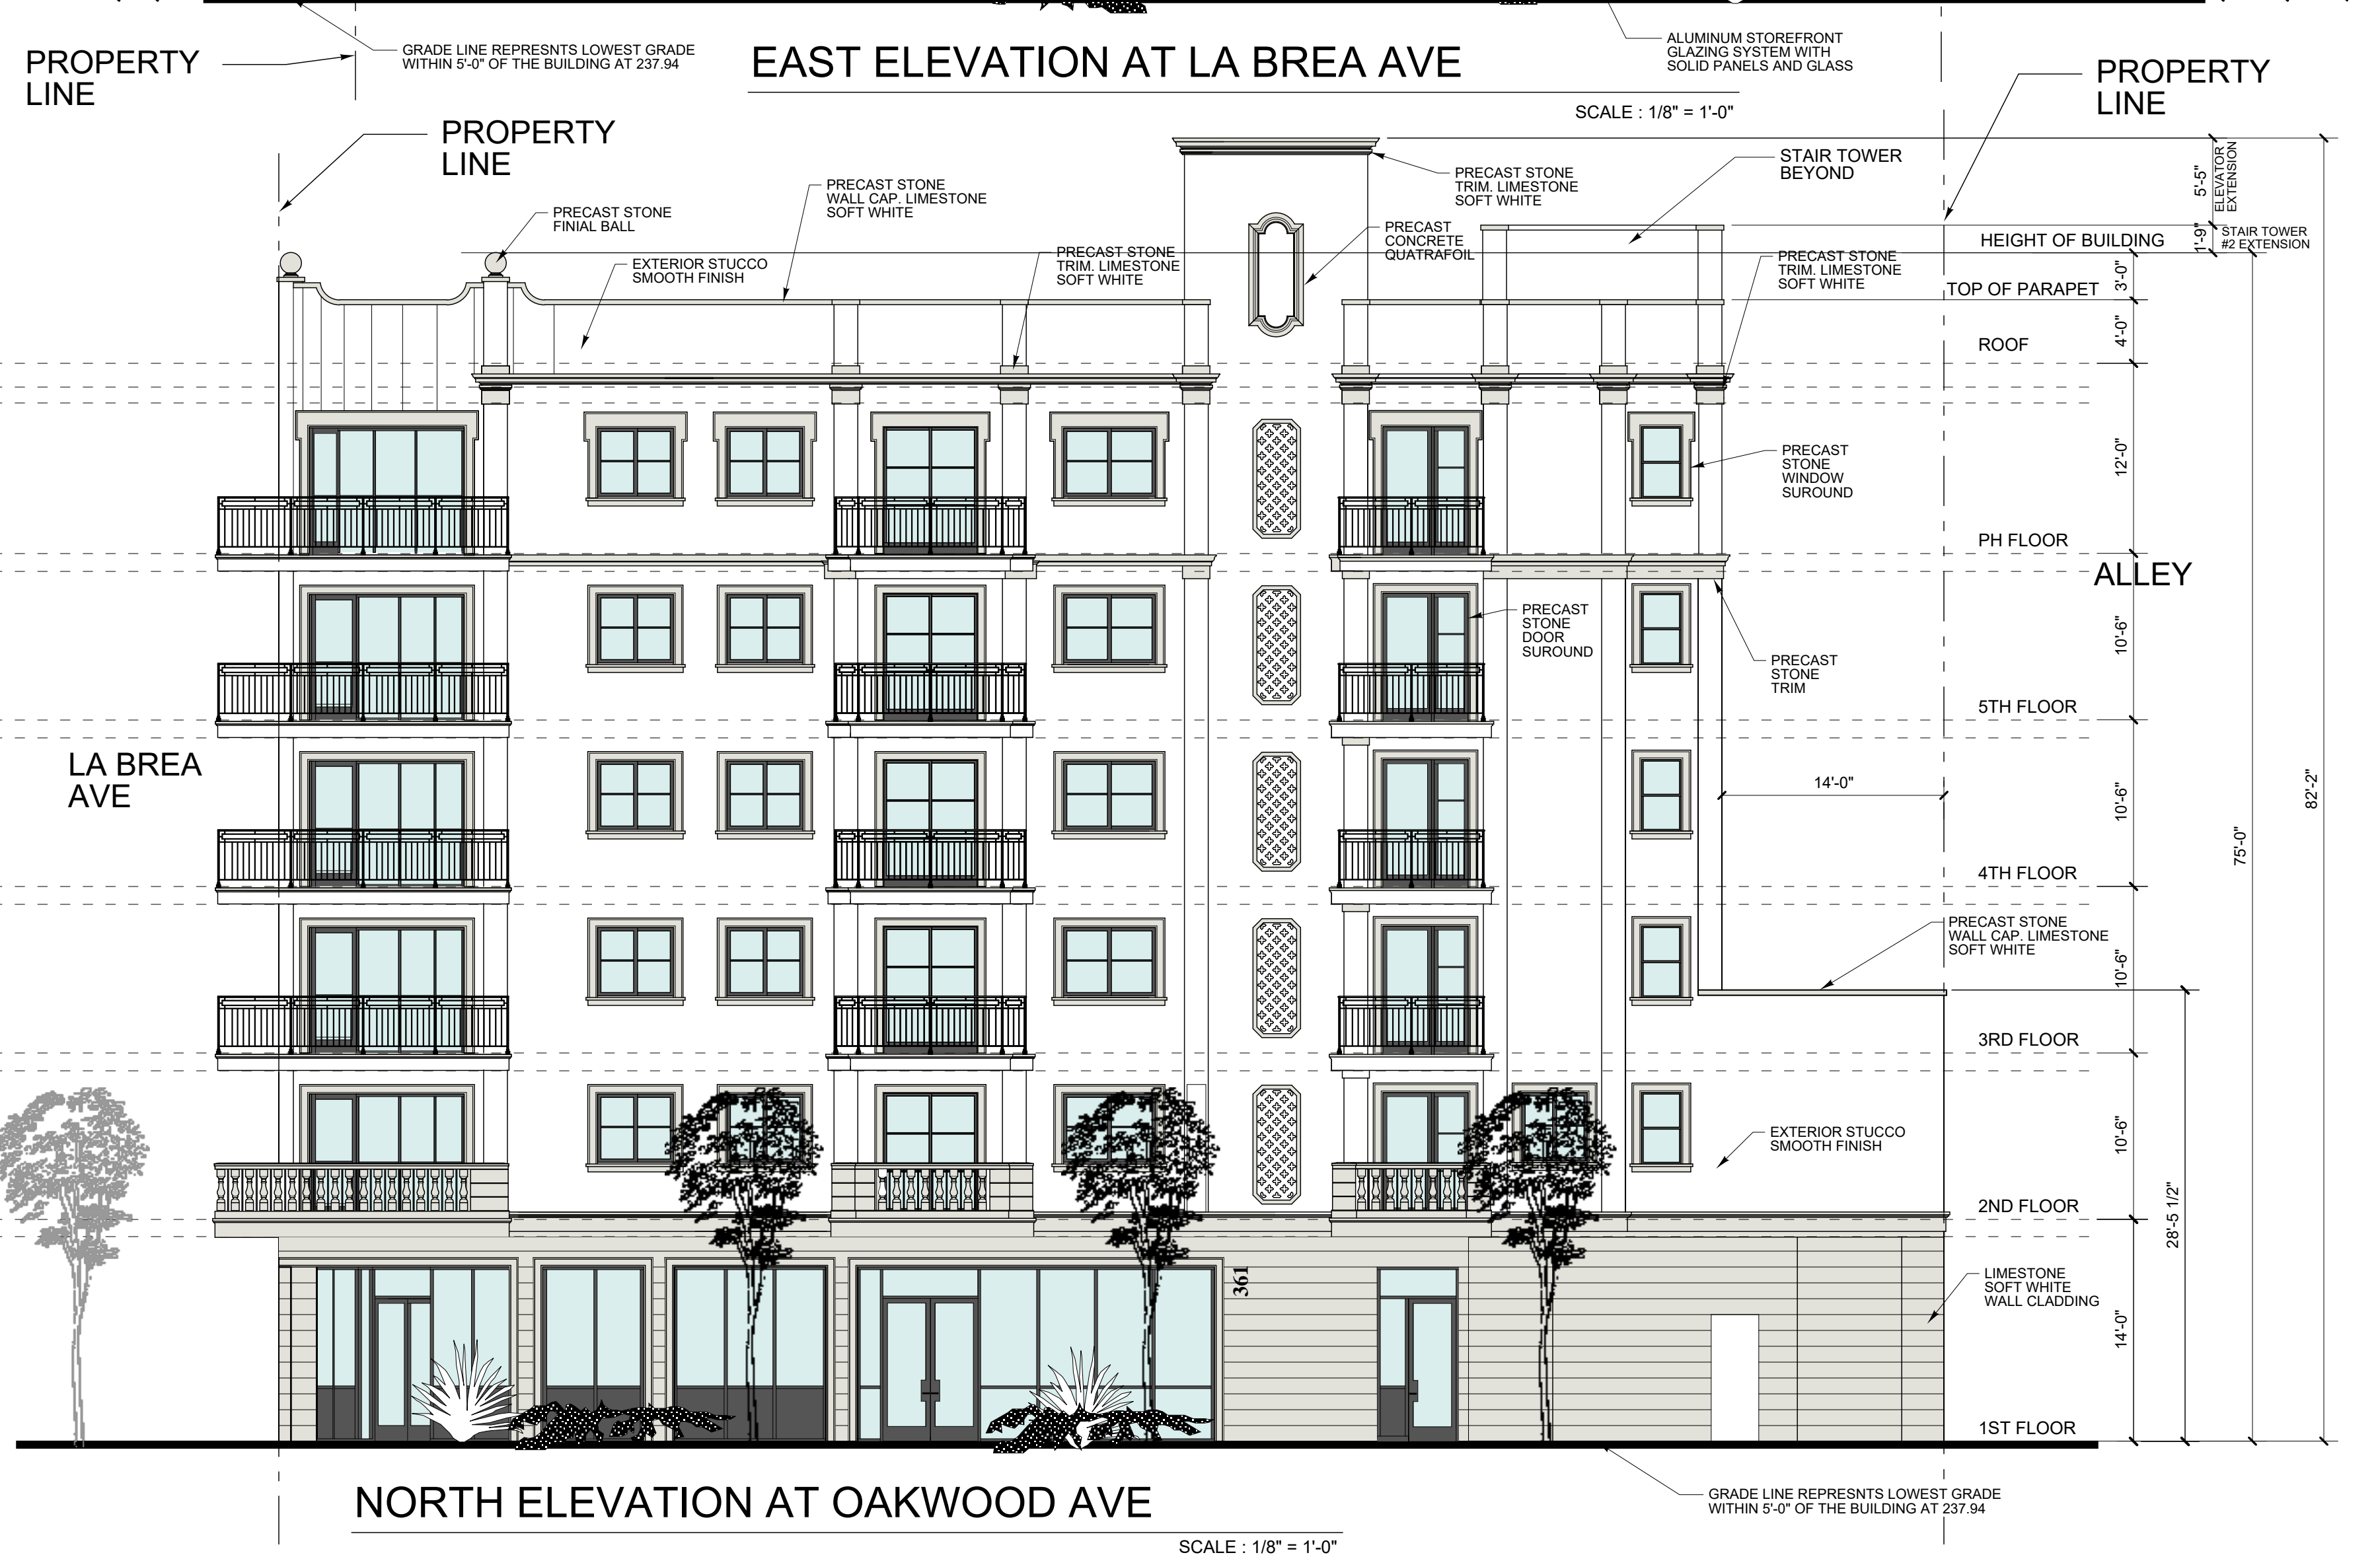 GRADE LINE REPRESNTS LOWEST GRADE
WITHIN 5'-0" OF THE BUILDING AT 237.94
PROPERTY
LINE
EAST ELEVATION AT LA BREA AVE
SCALE : 1/8" = 1'-0"
ALUMINUM STOREFRONT
GLAZING SYSTEM WITH
SOLID PANELS AND GLASS
PROPERTY
LINE
PROPERTY
LINE
PRECAST STONE
FINIAL BALL
PRECAST STONE
WALL CAP. LIMESTONE
SOFT WHITE
EXTERIOR STUCCO
SMOOTH FINISH
PRECAST STONE
TRIM. LIMESTONE
SOFT WHITE
PRECAST STONE
TRIM. LIMESTONE
SOFT WHITE
PRECAST
CONCRETE
QUATRAFOIL
STAIR TOWER
BEYOND
PRECAST STONE
TRIM. LIMESTONE
SOFT WHITE
5'-5"
ELEVATOR
EXTENSION
1'-9"
STAIR TOWER
#2 EXTENSION
HEIGHT OF BUILDING
3'-0"
TOP OF PARAPET
4'-0"
ROOF
12'-0"
PRECAST
STONE
WINDOW
SUROUND
PH FLOOR
ALLEY
10'-6"
PRECAST
STONE
DOOR
SUROUND
PRECAST
STONE
TRIM
5TH FLOOR
LA BREA
AVE
14'-0"
10'-6"
82'-2"
75'-0"
4TH FLOOR
PRECAST STONE
WALL CAP. LIMESTONE
SOFT WHITE
10'-6"
3RD FLOOR
EXTERIOR STUCCO
SMOOTH FINISH
10'-6"
28'-5 1/2"
2ND FLOOR
361
LIMESTONE
SOFT WHITE
WALL CLADDING
14'-0"
1ST FLOOR
NORTH ELEVATION AT OAKWOOD AVE
SCALE : 1/8" = 1'-0"
GRADE LINE REPRESNTS LOWEST GRADE
WITHIN 5'-0" OF THE BUILDING AT 237.94